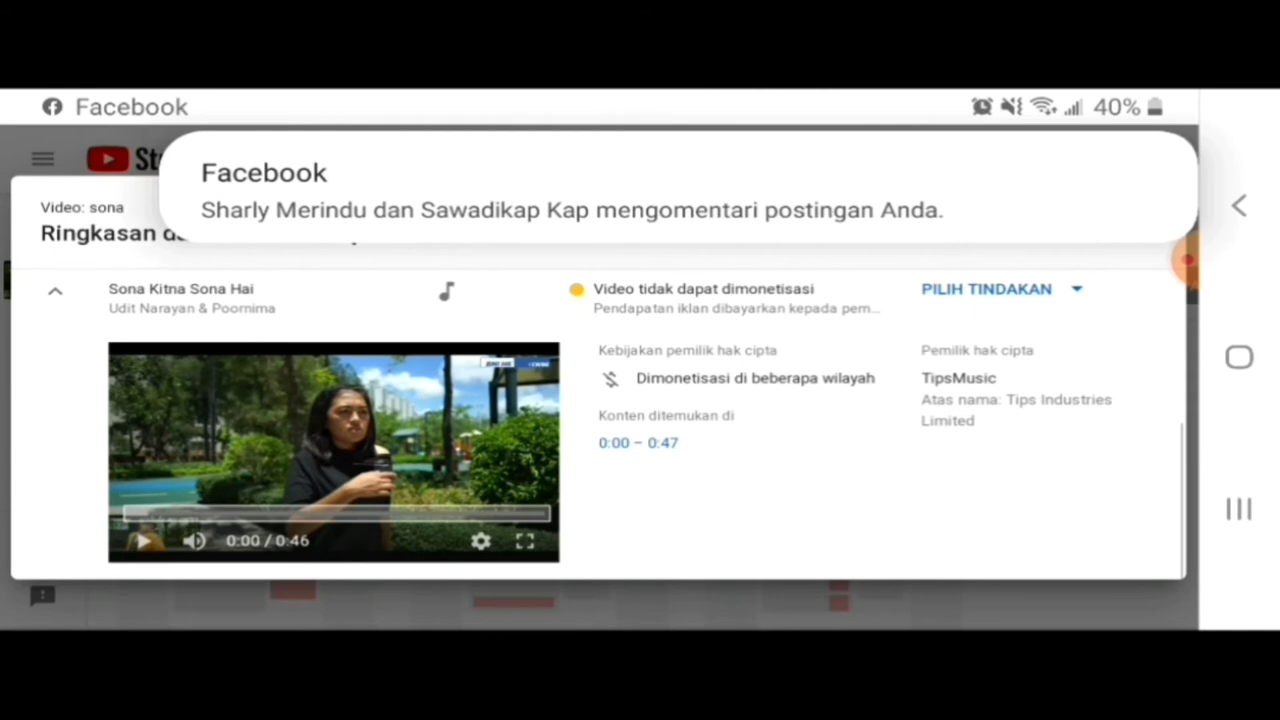 Facebook
40%
Facebook
Sharly Merindu dan Sawadikap Kap mengomentari postingan Anda.
Video: sona
Ringkasan
Sona Kitna Sona Hai
Udit Narayan & Poornima
Video tidak dapat dimonetisasi
Pendapatan iklan dibayarkan kepada pem...
PILIH TINDAKAN
Kebijakan pemilik hak cipta
Dimonetisasi di beberapa wilayah
Konten ditemukan di
0:00 – 0:47
Pemilik hak cipta
TipsMusic
Atas nama: Tips Industries
Limited
0:00 / 0:46